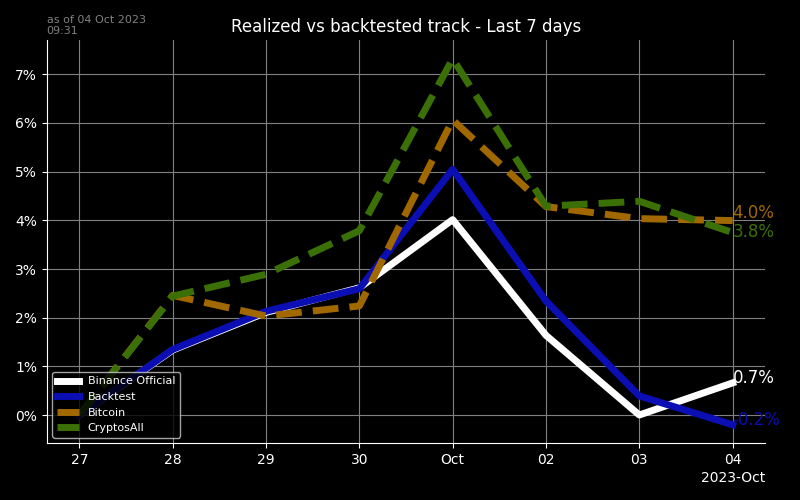 as of 04 Oct 2023
09:31
Realized vs backtested track - Last 7 days
7%
6%
5%
4%
3%
2%
1%
0%
4.0%
3.8%
0.7%
-0.2%
Binance Official
Backtest
Bitcoin
CryptosAll
27 28 29 30 Oct 02 03 04
2023-Oct